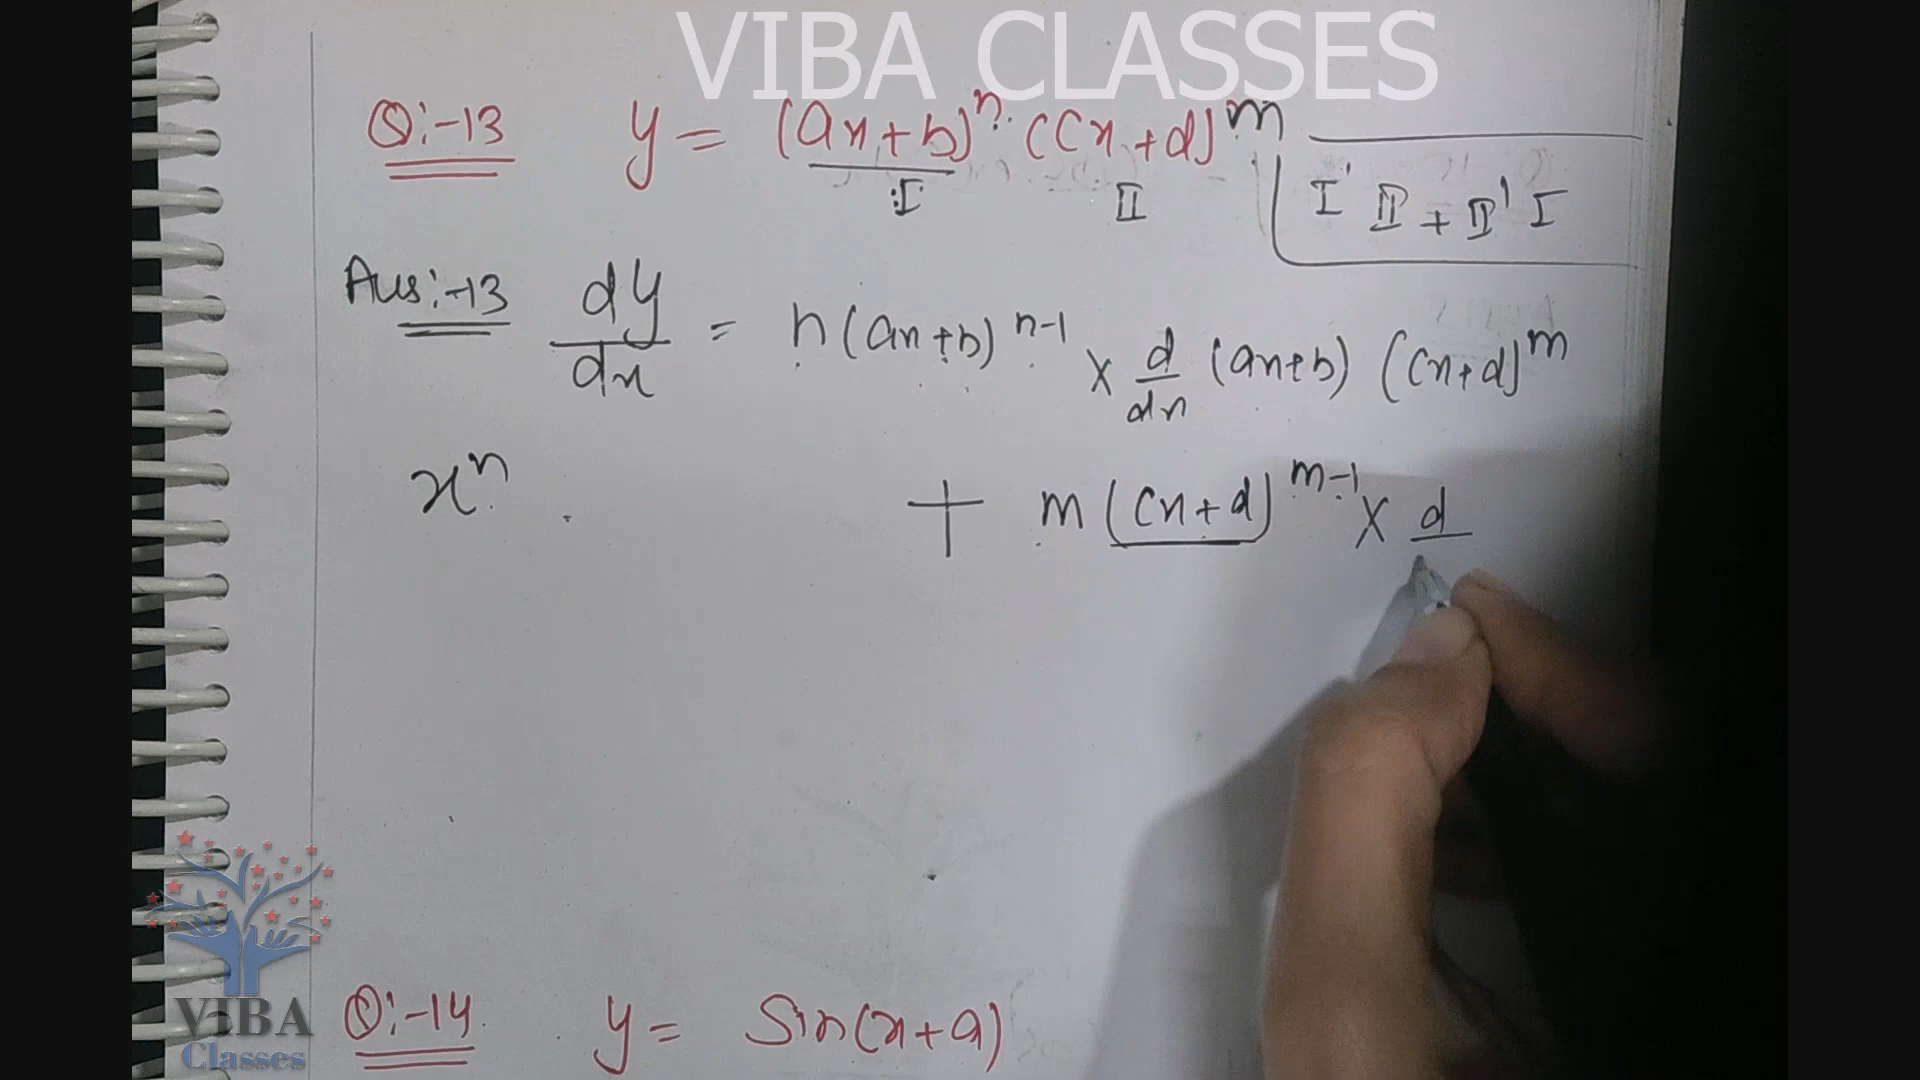 VIBA CLASSES
Q:-13 y = (ax+b)^n . (cx+d)^m
I II I' II + II' I
Ans:-13 dy/dx = n(ax+b)^n-1 × d/dx (ax+b) (cx+d)^m
x^n . + m(cx+d)^m-1 × d
Q:-14 y = Sin(x+a)
VIBA
Classes